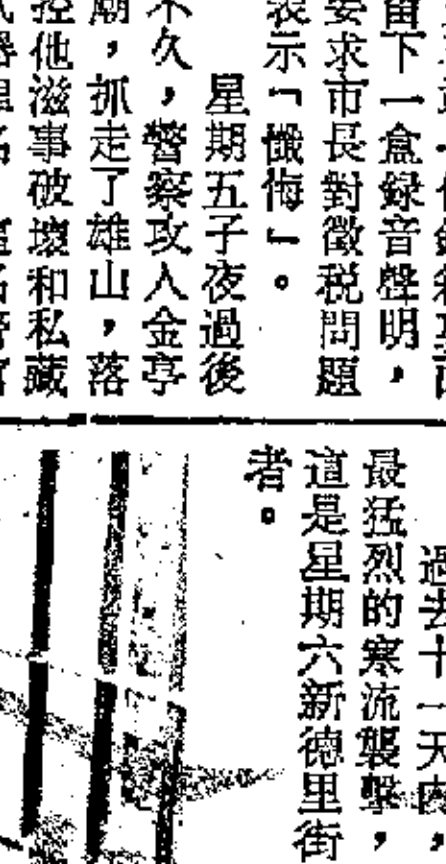 留下一盒錄音聲明，
要求市長對徵稅問題
表示「懺悔」。
星期五子夜過後
不久，警察攻入金亭
廟，抓走了雄山，落
控他滋事破壞和私藏
過去十一天內，
最猛烈的寒流襲擊，
這是星期六新德里街
者。